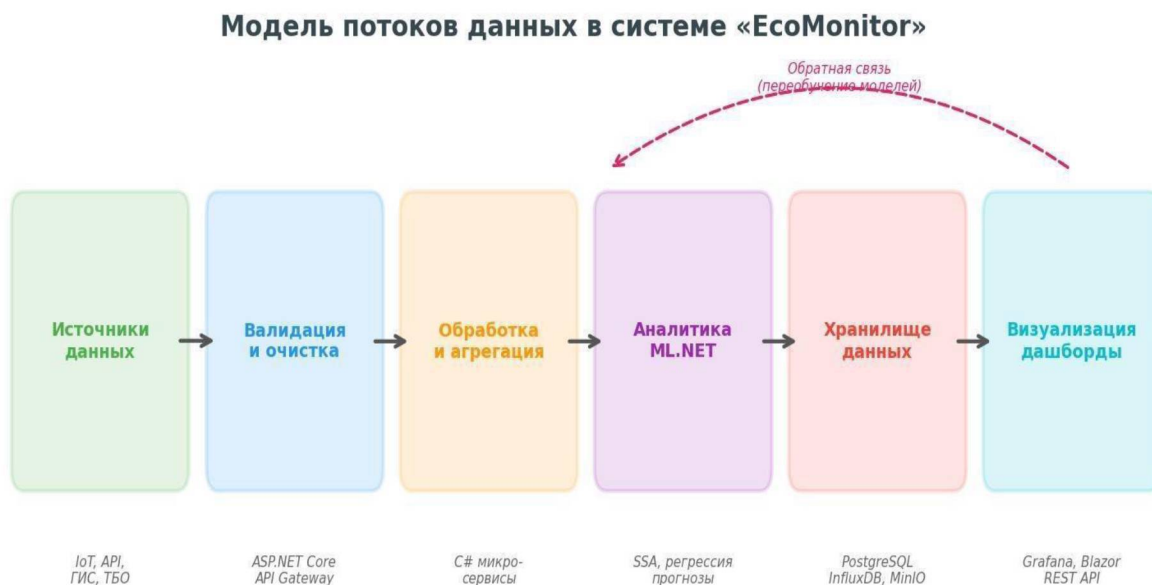 Модель потоков данных в системе «EcoMonitor»
Обратная связь
(переобучение моделей)
Источники
данных
Валидация
и очистка
Обработка
и агрегация
Аналитика
ML.NET
Хранилище
данных
Визуализация
дашборды
IoT, API,
ГИС, ТБО
ASP.NET Core
API Gateway
C# микро-
сервисы
SSA, регрессия
прогнозы
PostgreSQL
InfluxDB, MinIO
Grafana, Blazor
REST API